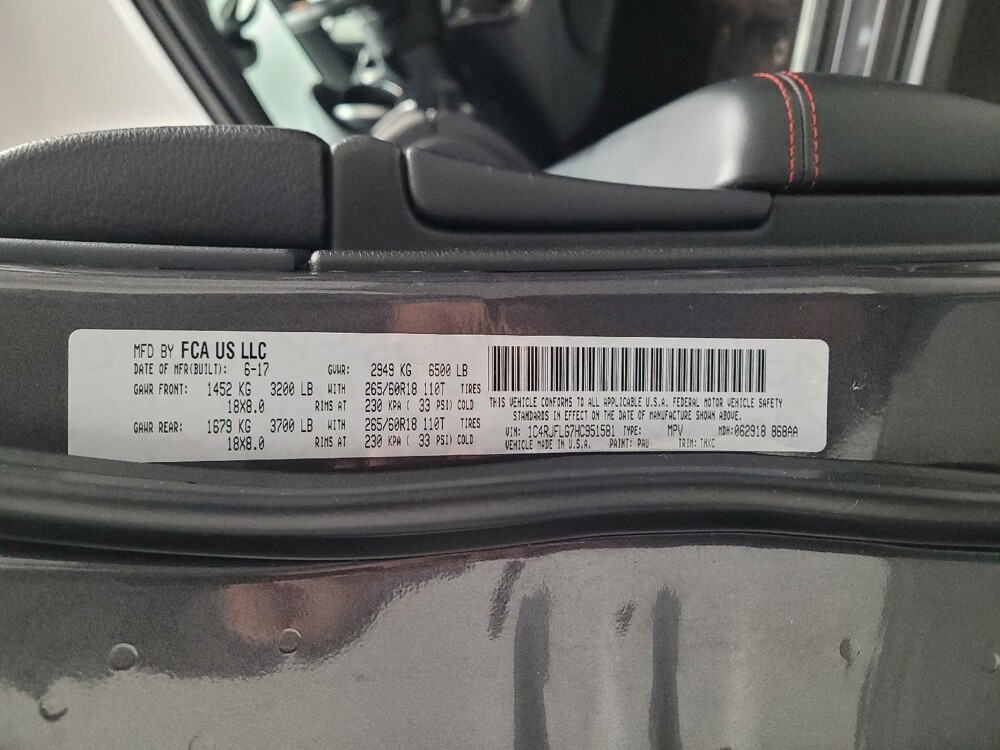 MFD BY FCA US LLC
DATE OF MFR(BUILT): 6-17 GVWR: 2949 KG 6500 LB
GAWR FRONT: 1452 KG 3200 LB WITH 265/60R18 110T TIRES
18X8.0 RIMS AT 230 KPA ( 33 PSI) COLD
GAWR REAR: 1679 KG 3700 LB WITH 265/60R18 110T TIRES
18X8.0 RIMS AT 230 KPA ( 33 PSI) COLD
THIS VEHICLE CONFORMS TO ALL APPLICABLE U.S.A. FEDERAL MOTOR VEHICLE SAFETY
STANDARDS IN EFFECT ON THE DATE OF MANUFACTURE SHOWN ABOVE.
VIN: 1C4RJFLG7HC951581 TYPE: MPV MDH:062918 868AA
VEHICLE MADE IN U.S.A. PAINT: PAU TRIM: THXC